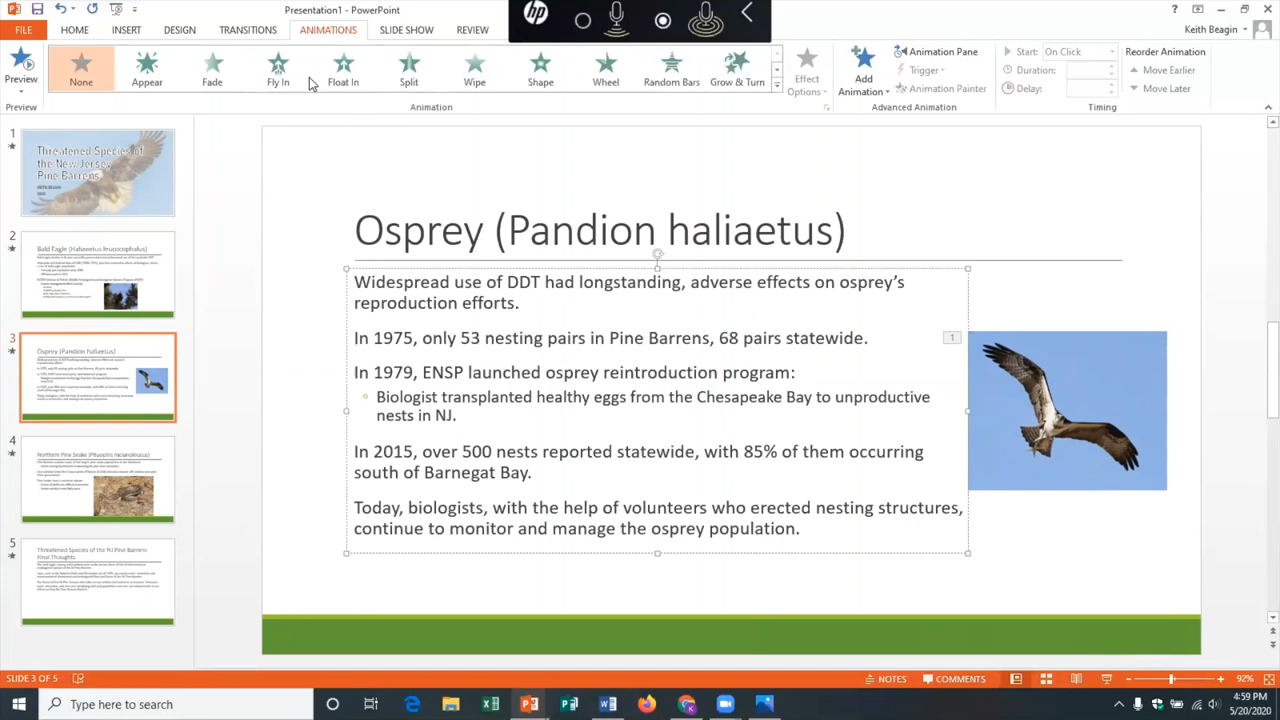 Presentation1 - PowerPoint
hp
?
FILE
HOME
INSERT
DESIGN
TRANSITIONS
ANIMATIONS
SLIDE SHOW
REVIEW
Keith Beagin
Preview
None
Appear
Fade
Fly In
Float In
Split
Wipe
Shape
Wheel
Random Bars
Grow & Turn
Effect
Options
Add
Animation
Animation Pane
Trigger
Animation Painter
Start: On Click
Duration:
Delay:
Reorder Animation
Move Earlier
Move Later
Preview
Animation
Advanced Animation
Timing
1
Threatened Species of
the New Jersey
Pine Barrens
2
Bald Eagle (Haliaeetus leucocephalus)
3
Osprey (Pandion haliaetus)
4
Northern Pine Snake (Pituophis melanoleucus)
5
Threatened Species of the NJ Pine Barrens
Final Thoughts
Osprey (Pandion haliaetus)
Widespread use of DDT had longstanding, adverse effects on osprey’s
reproduction efforts.
In 1975, only 53 nesting pairs in Pine Barrens, 68 pairs statewide.
1
In 1979, ENSP launched osprey reintroduction program:
Biologist transplanted healthy eggs from the Chesapeake Bay to unproductive
nests in NJ.
In 2015, over 500 nests reported statewide, with 85% of them occurring
south of Barnegat Bay.
Today, biologists, with the help of volunteers who erected nesting structures,
continue to monitor and manage the osprey population.
SLIDE 3 OF 5
NOTES
COMMENTS
92%
Type here to search
4:59 PM
5/20/2020